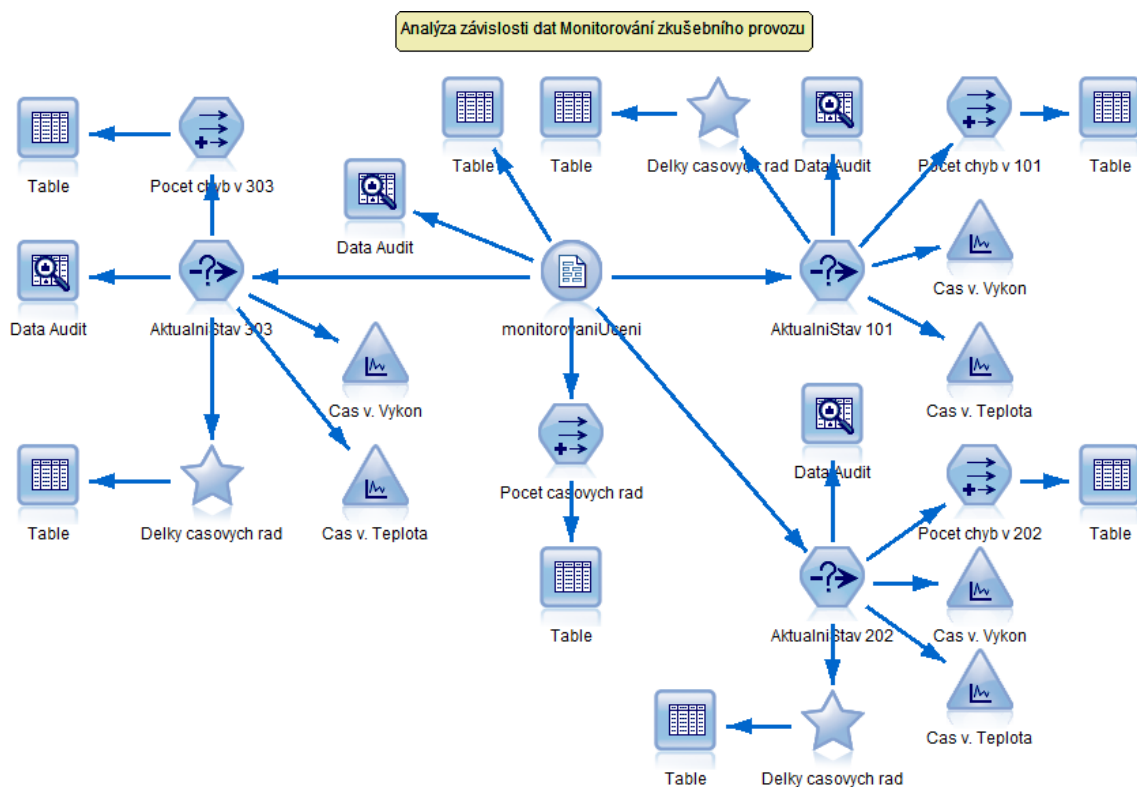 Analýza závislosti dat Monitorování zkušebního provozu
Table
Pocet chyb v 303
Table
Table
Delky casovych rad
Data Audit
Pocet chyb v 101
Table
Data Audit
Data Audit
AktualniStav 303
monitorovaniUceni
AktualniStav 101
Cas v. Vykon
Cas v. Vykon
Cas v. Teplota
Table
Delky casovych rad
Cas v. Teplota
Pocet casovych rad
Data Audit
Pocet chyb v 202
Table
Table
AktualniStav 202
Cas v. Vykon
Cas v. Teplota
Table
Delky casovych rad